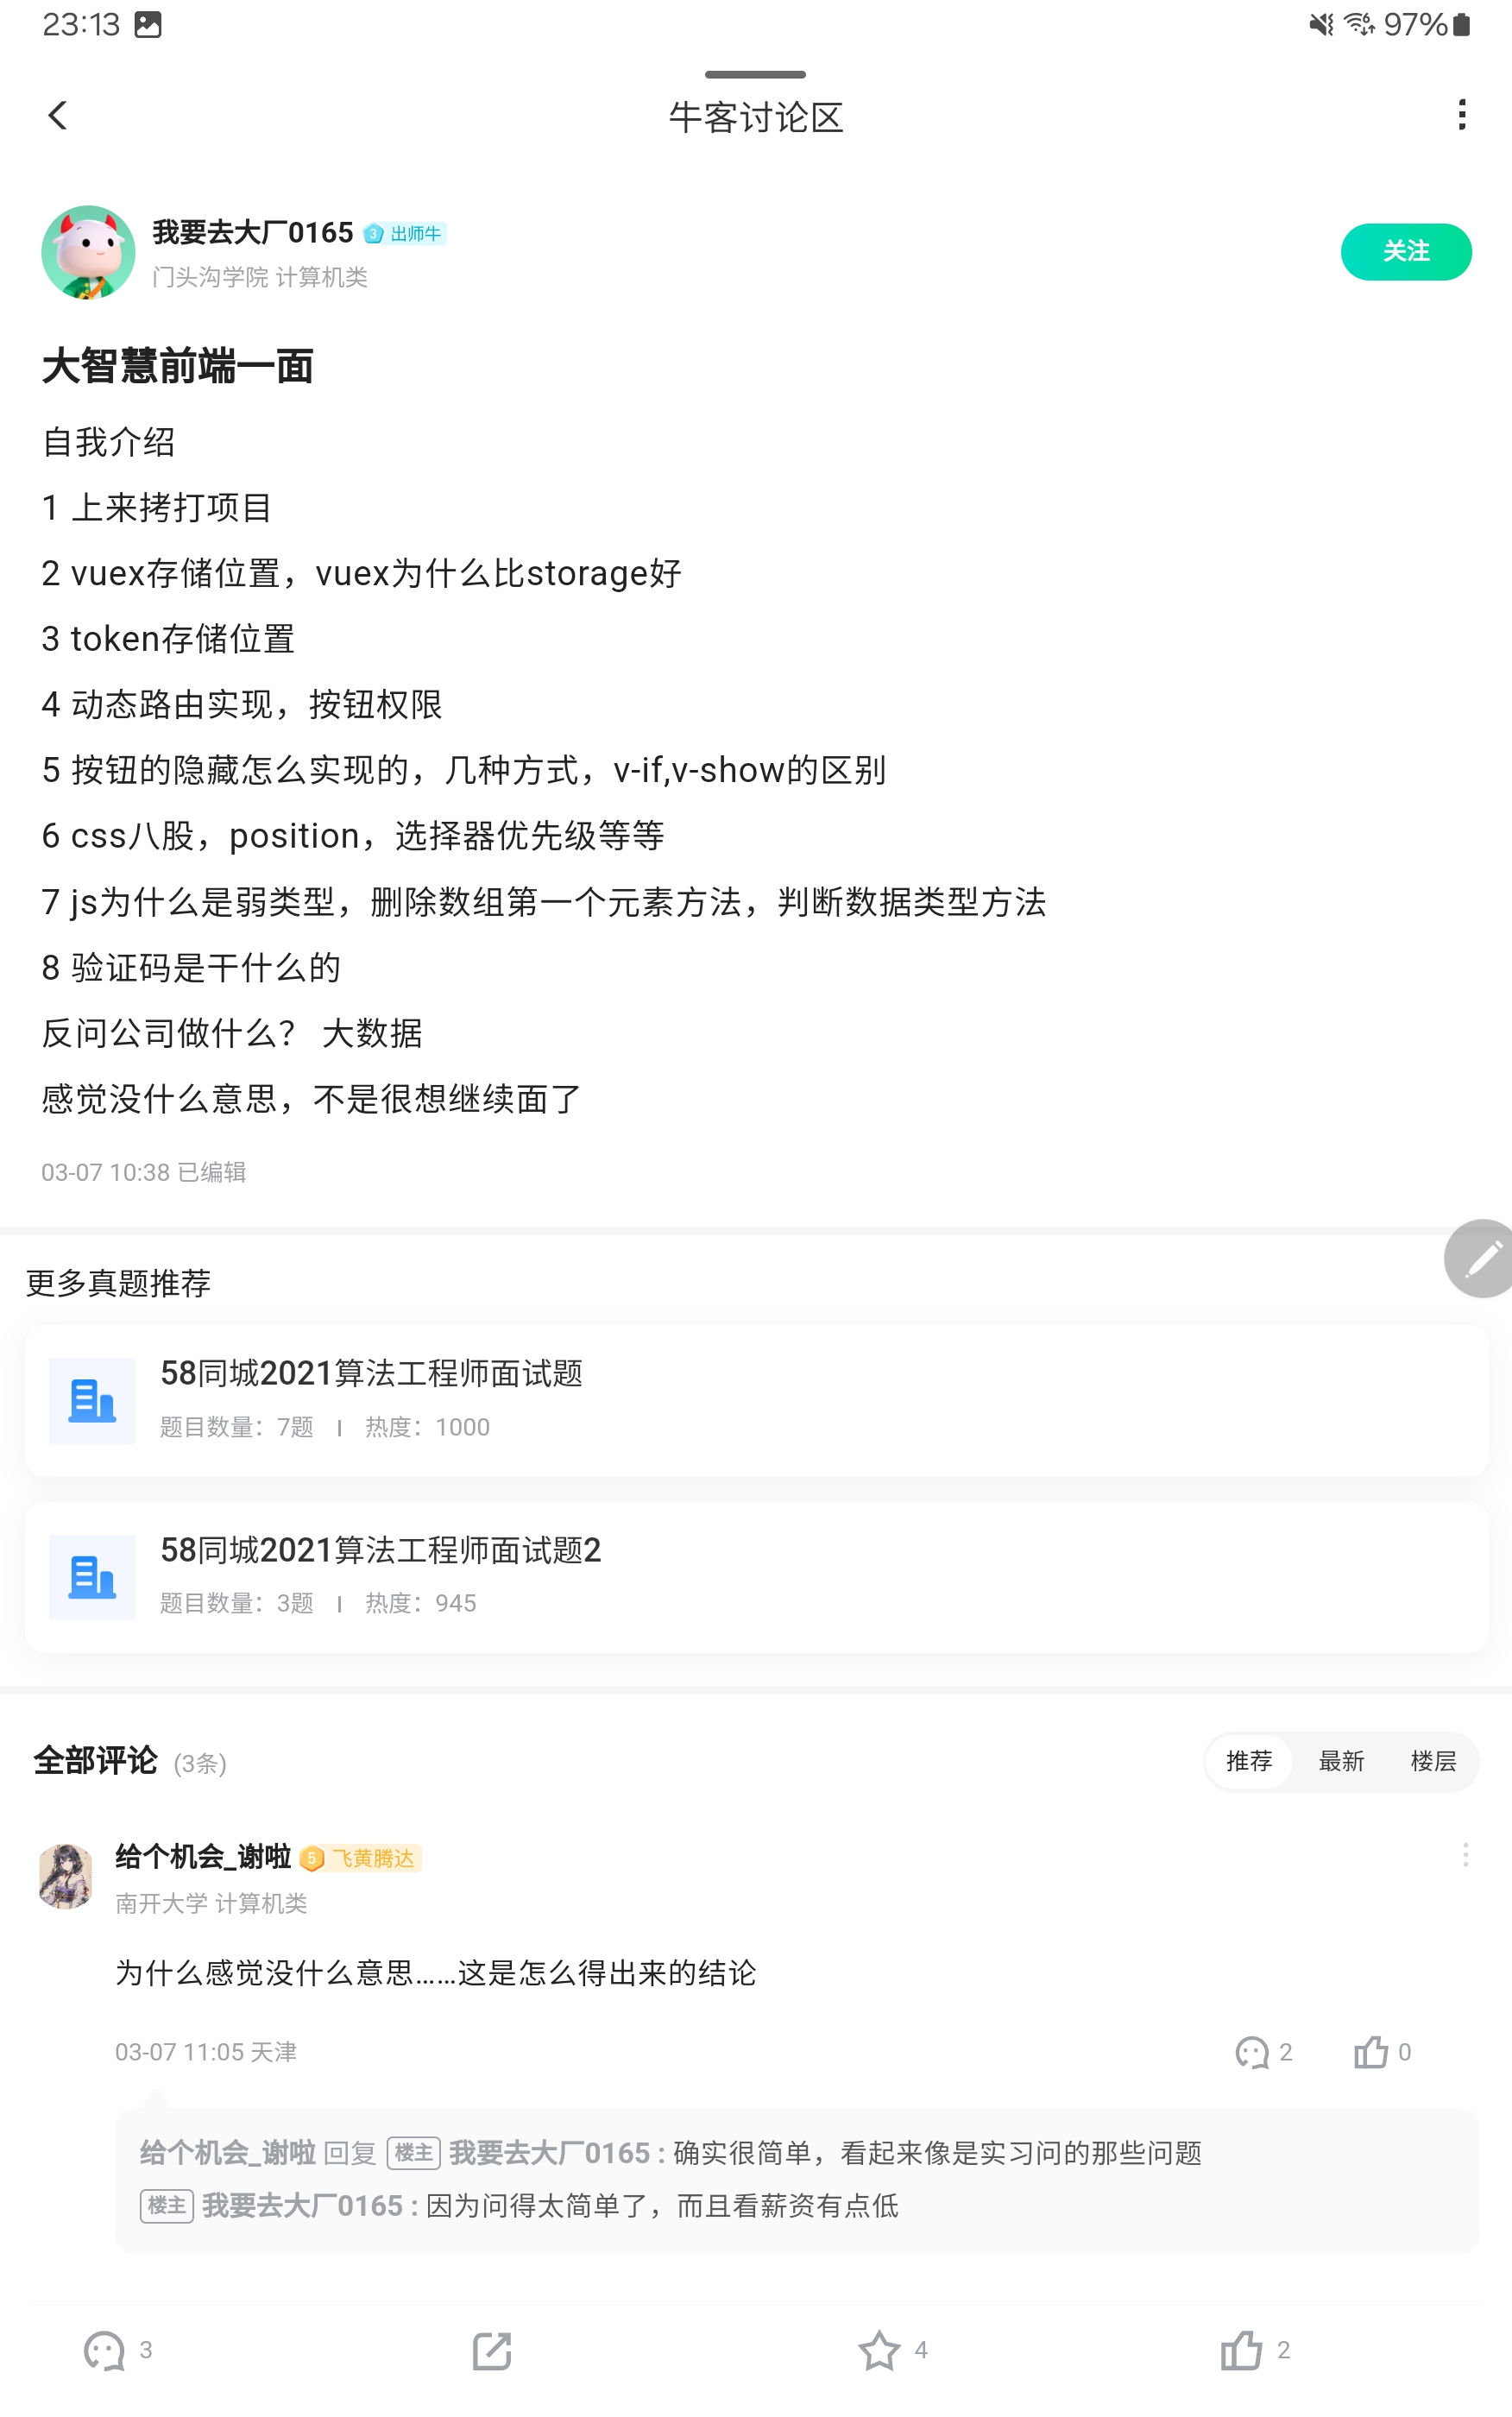 23:13
97%
牛客讨论区
我要去大厂0165 3 出师牛
门头沟学院 计算机类
关注
大智慧前端一面
自我介绍
1 上来拷打项目
2 vuex存储位置，vuex为什么比storage好
3 token存储位置
4 动态路由实现，按钮权限
5 按钮的隐藏怎么实现的，几种方式，v-if,v-show的区别
6 css八股，position，选择器优先级等等
7 js为什么是弱类型，删除数组第一个元素方法，判断数据类型方法
8 验证码是干什么的
反问公司做什么？ 大数据
感觉没什么意思，不是很想继续面了
03-07 10:38 已编辑
更多真题推荐
58同城2021算法工程师面试题
题目数量：7题 | 热度：1000
58同城2021算法工程师面试题2
题目数量：3题 | 热度：945
全部评论 (3条)
推荐 最新 楼层
给个机会_谢啦 5 飞黄腾达
南开大学 计算机类
为什么感觉没什么意思……这是怎么得出来的结论
03-07 11:05 天津
2 0
给个机会_谢啦 回复 楼主 我要去大厂0165 : 确实很简单，看起来像是实习问的那些问题
楼主 我要去大厂0165 : 因为问得太简单了，而且看薪资有点低
3 4 2